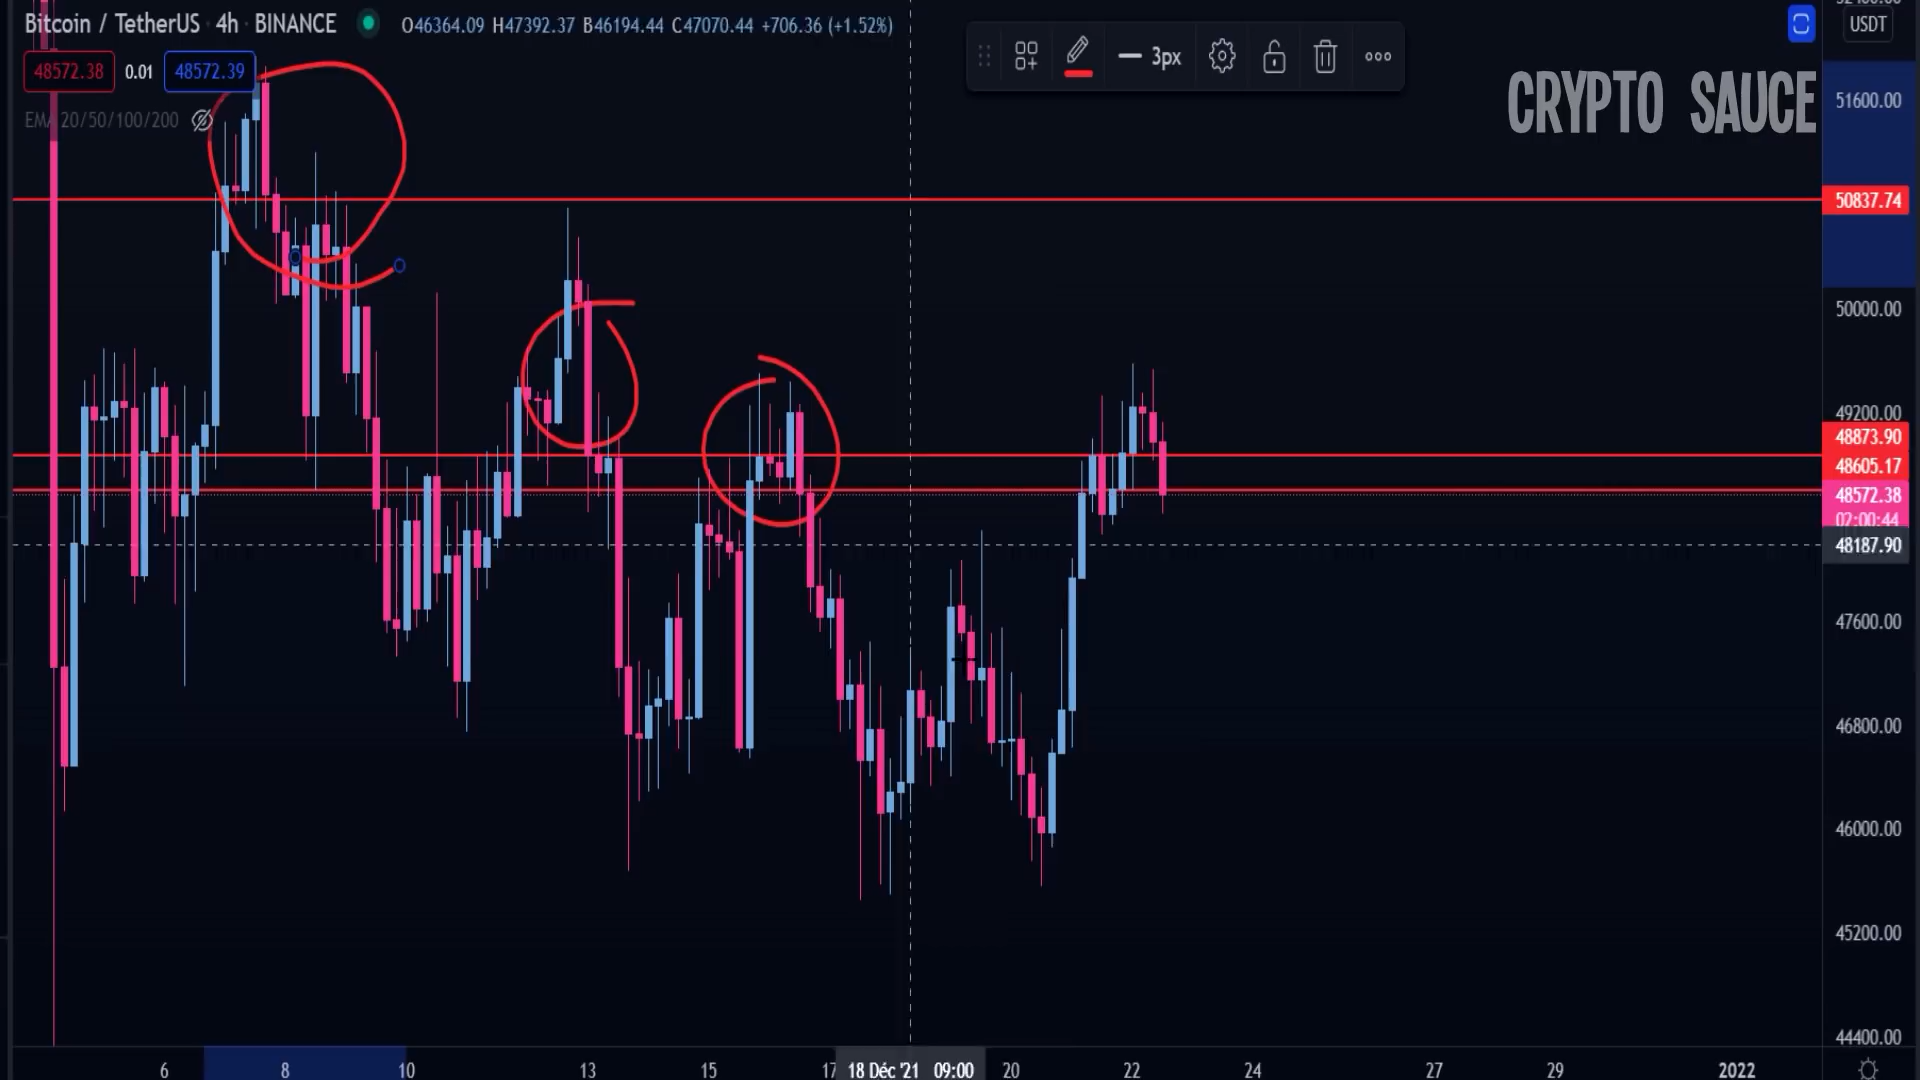 Bitcoin / TetherUS · 4h · BINANCE O46364.09 H47392.37 B46194.44 C47070.44 +706.36 (+1.52%)
USDT
48572.38 0.01 48572.39
3px
EMA 20/50/100/200
CRYPTO SAUCE
51600.00
50837.74
50000.00
49200.00
48873.90
48605.17
48572.38
02:00:44
48187.90
47600.00
46800.00
46000.00
45200.00
44400.00
6 8 10 13 15 17 18 Déc '21 09:00 20 22 24 27 29 2022